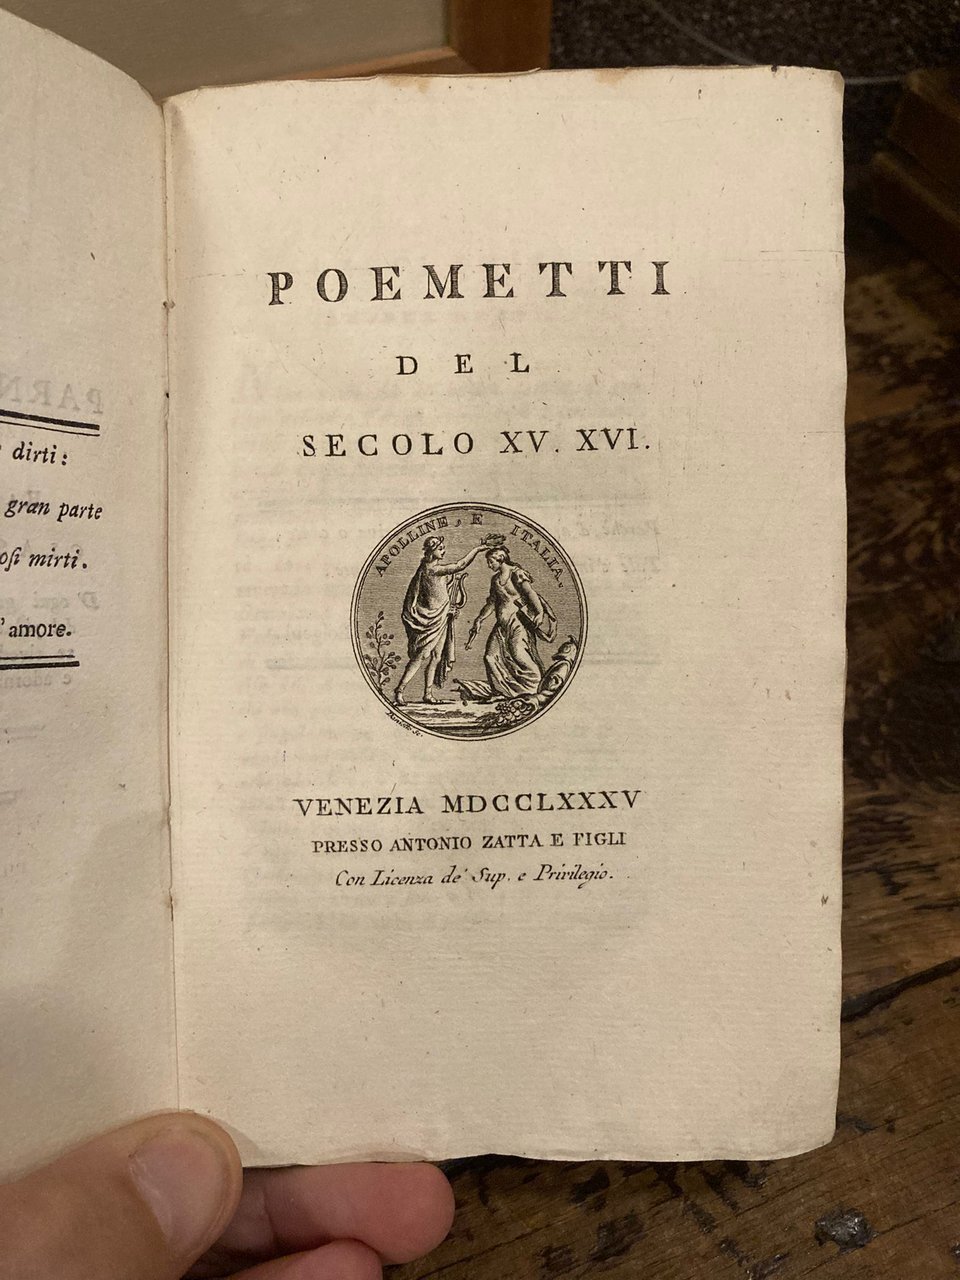 dirti:
gran parte
oſi mirti.
' amore.
POEMETTI
DEL
SECOLO XV. XVI.
APOLLINE, E ITALIA.
VENEZIA MDCCLXXXV
PRESSO ANTONIO ZATTA E FIGLI
Con Licenza de' Sup. e Privilegio.